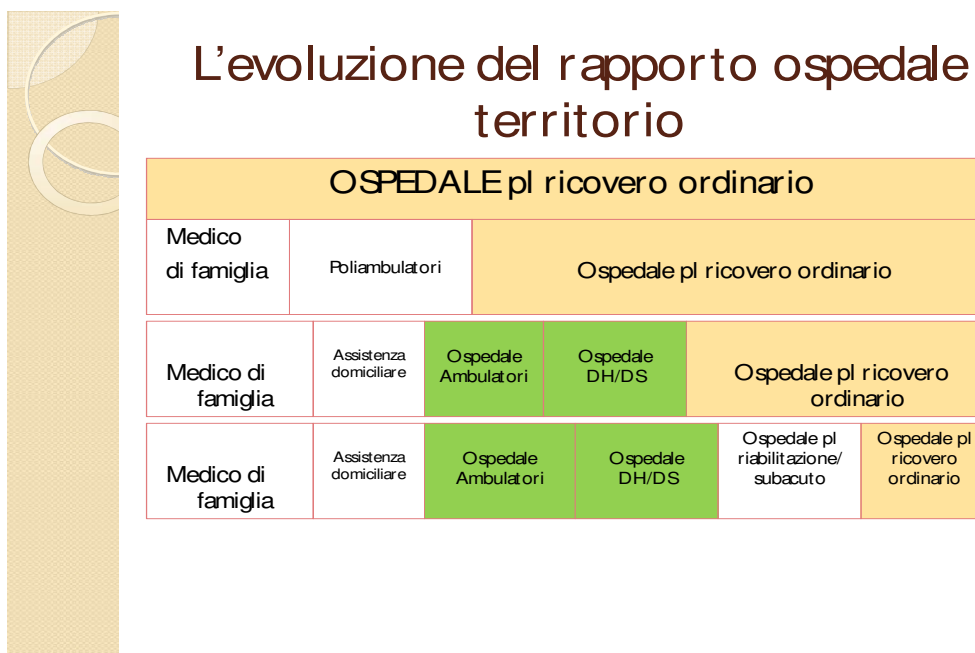 L'evoluzione del rapporto ospedale
territorio
OSPEDALE pl ricovero ordinario
Medico
di famiglia
Poliambulatori
Ospedale pl ricovero ordinario
Medico di
famiglia
Assistenza
domiciliare
Ospedale
Ambulatori
Ospedale
DH/DS
Ospedale pl ricovero
ordinario
Medico di
famiglia
Assistenza
domiciliare
Ospedale
Ambulatori
Ospedale
DH/DS
Ospedale pl
riabilitazione/
subacuto
Ospedale pl
ricovero
ordinario